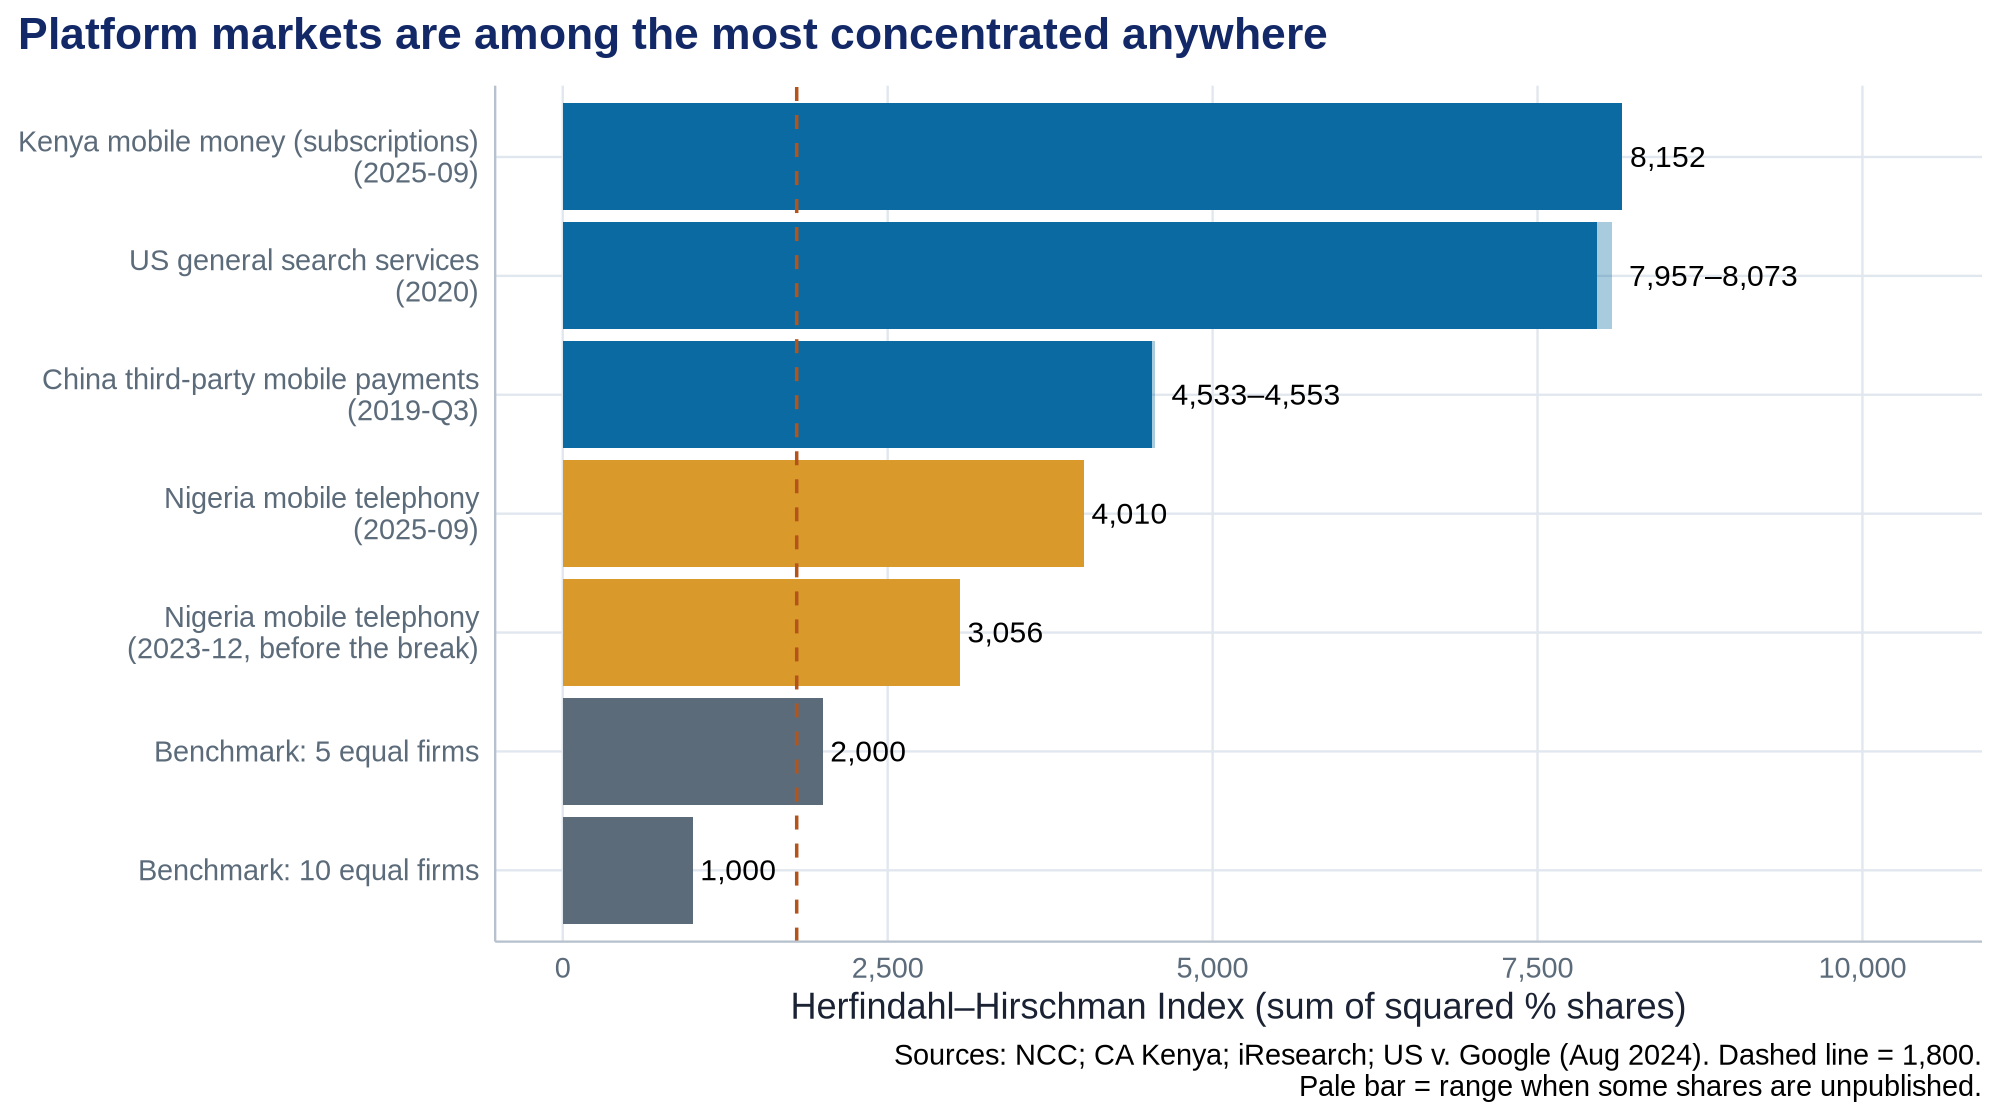 Platform markets are among the most concentrated anywhere
Kenya mobile money (subscriptions)
(2025-09)
8,152
US general search services
(2020)
7,957–8,073
China third-party mobile payments
(2019-Q3)
4,533–4,553
Nigeria mobile telephony
(2025-09)
4,010
Nigeria mobile telephony
(2023-12, before the break)
3,056
Benchmark: 5 equal firms
2,000
Benchmark: 10 equal firms
1,000
0 2,500 5,000 7,500 10,000
Herfindahl–Hirschman Index (sum of squared % shares)
Sources: NCC; CA Kenya; iResearch; US v. Google (Aug 2024). Dashed line = 1,800.
Pale bar = range when some shares are unpublished.